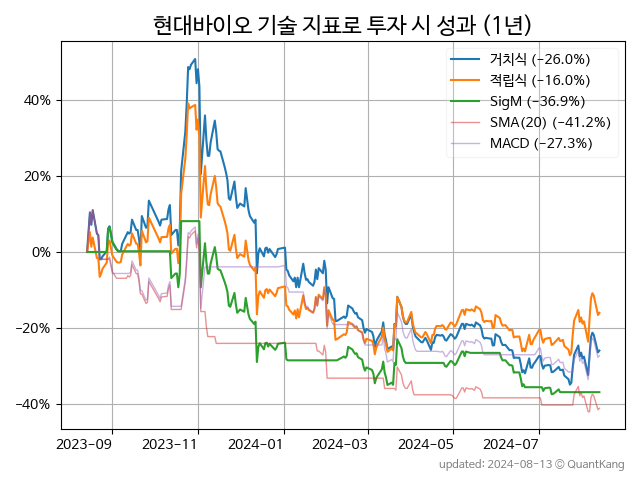 현대바이오 기술 지표로 투자 시 성과 (1년)
거치식 (−26.0%)
적립식 (−16.0%)
SigM (−36.9%)
SMA(20) (−41.2%)
MACD (−27.3%)
40%
20%
0%
−20%
−40%
2023-09 2023-11 2024-01 2024-03 2024-05 2024-07
updated: 2024-08-13 © QuantKang